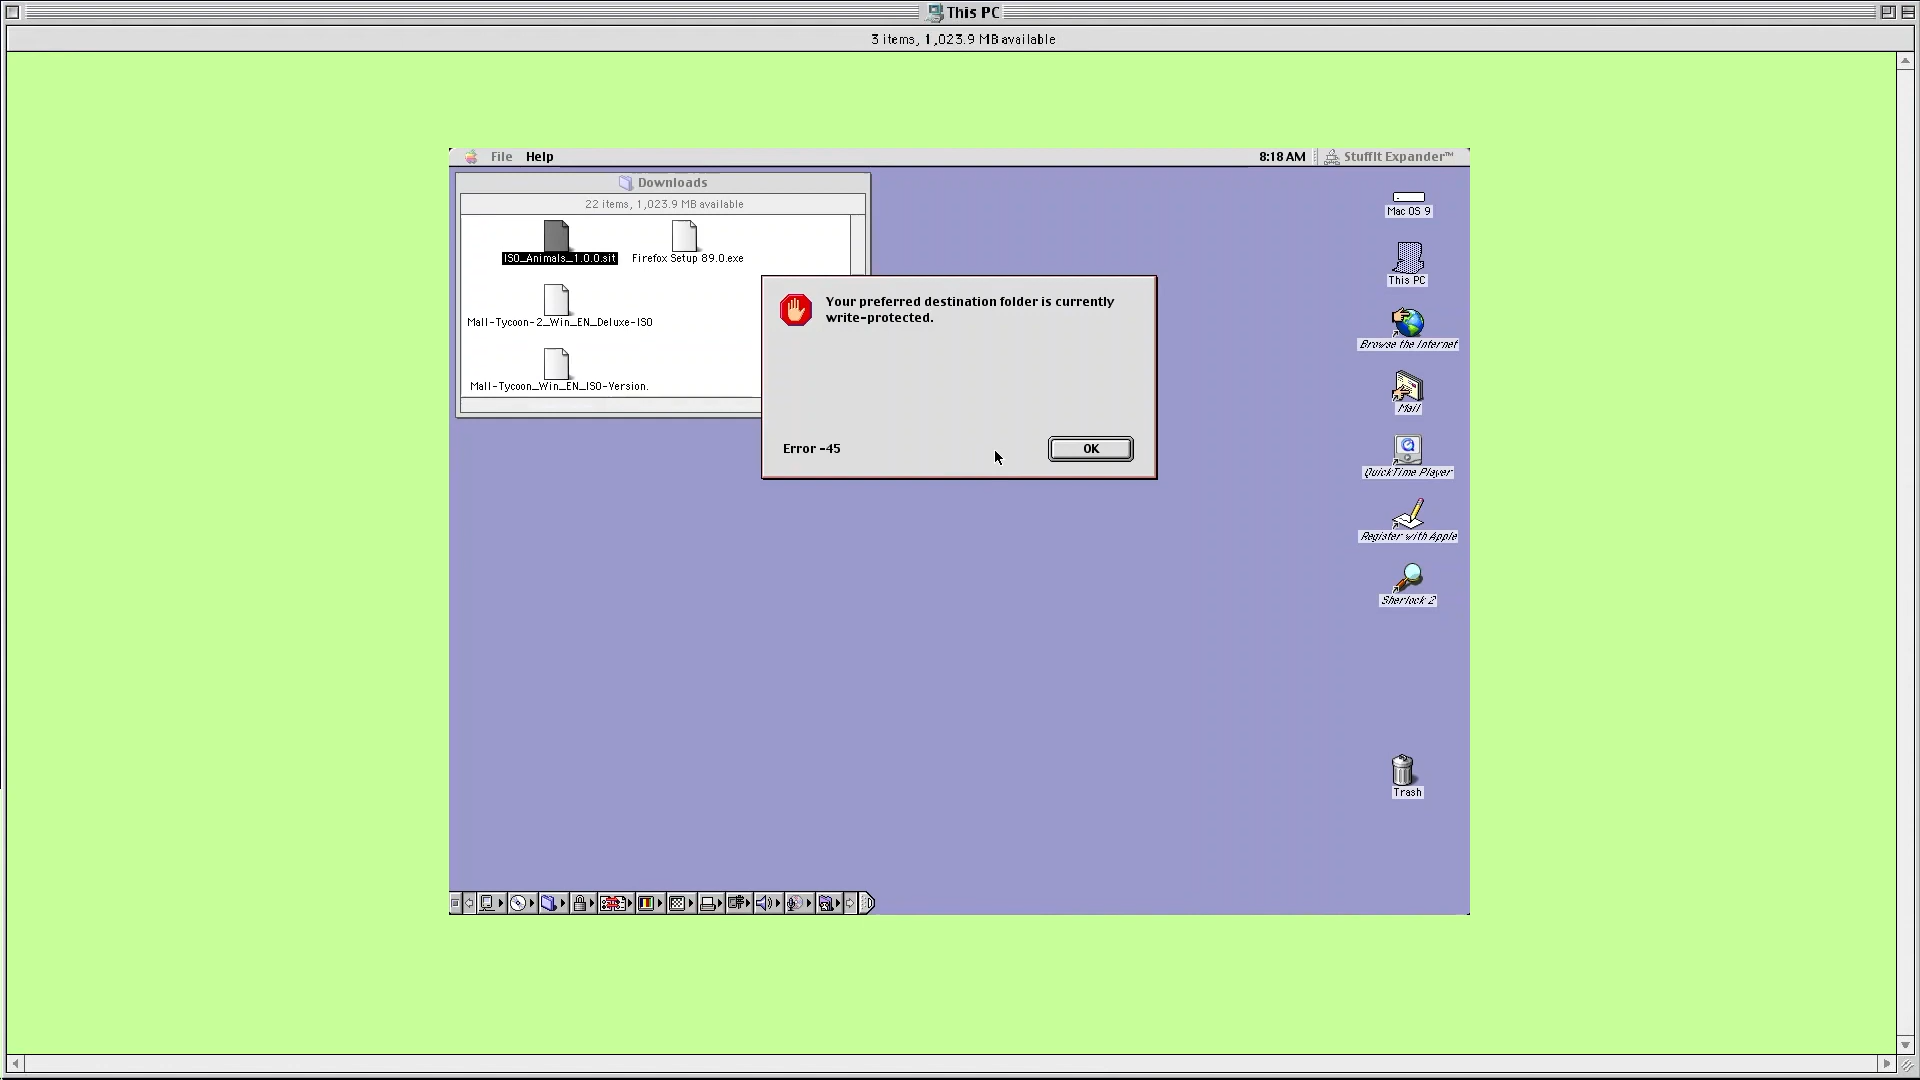 This PC
3 items, 1,023.9 MB available
File Help 8:18 AM StuffIt Expander™
Downloads
22 items, 1,023.9 MB available
ISO_Animals_1.0.0.sit
Firefox Setup 89.0.exe
Mall-Tycoon-2_Win_EN_Deluxe-ISO
Mall-Tycoon_Win_EN_ISO-Version.
Your preferred destination folder is currently
write-protected.
Error -45
OK
Mac OS 9
This PC
Browse the Internet
Mail
QuickTime Player
Register with Apple
Sherlock 2
Trash